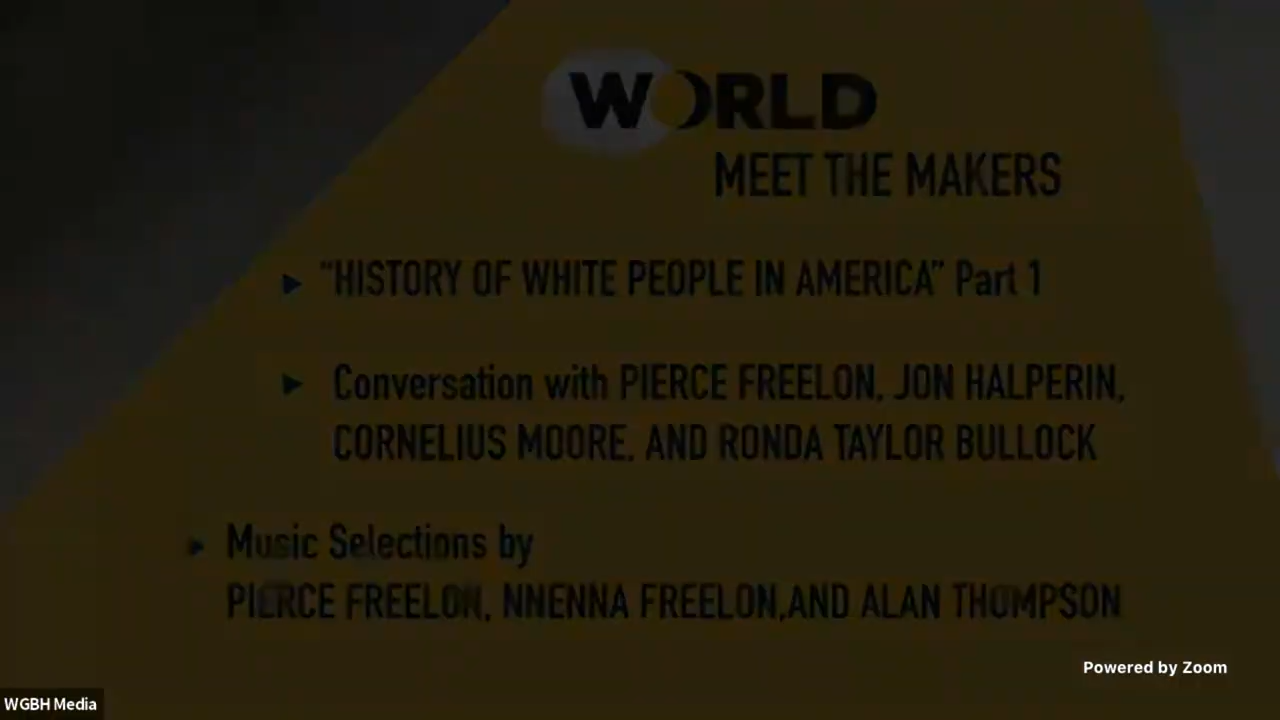 WORLD
MEET THE MAKERS
► "HISTORY OF WHITE PEOPLE IN AMERICA" Part 1
► Conversation with PIERCE FREELON, JON HALPERIN,
CORNELIUS MOORE, AND RONDA TAYLOR BULLOCK
► Music Selections by
PIERCE FREELON, NNENNA FREELON,AND ALAN THOMPSON
Powered by Zoom
WGBH Media